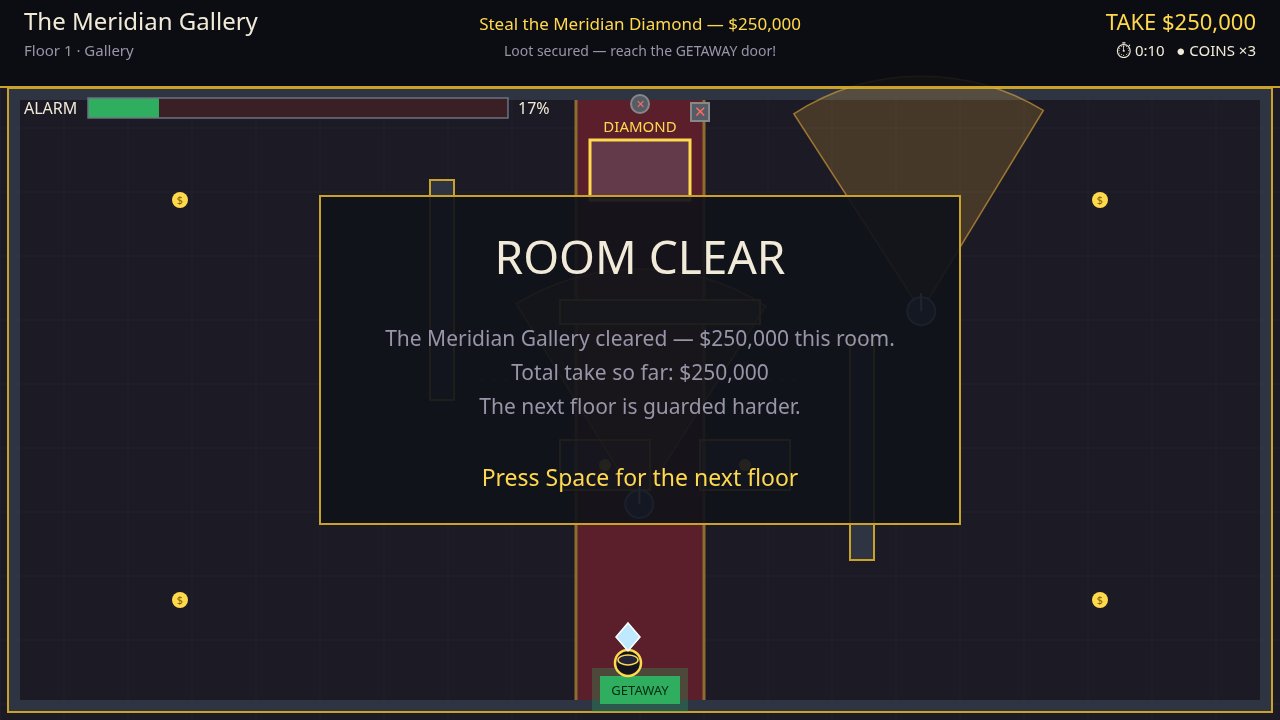 The Meridian Gallery
Floor 1 · Gallery
Steal the Meridian Diamond — $250,000
Loot secured — reach the GETAWAY door!
TAKE $250,000
⏱ 0:10 ● COINS ×3
ALARM 17%
DIAMOND
$
$
ROOM CLEAR
The Meridian Gallery cleared — $250,000 this room.
Total take so far: $250,000
The next floor is guarded harder.
Press Space for the next floor
$
$
GETAWAY